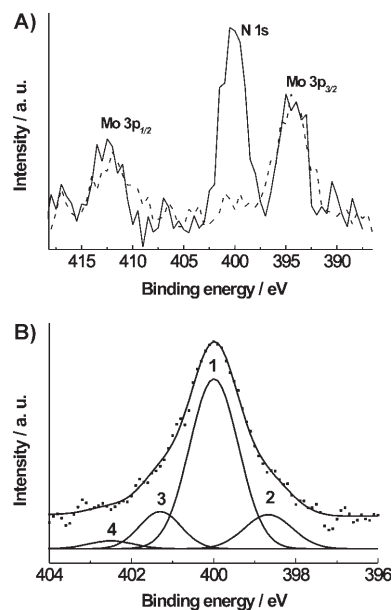 A)
N 1s
Mo 3p1/2
Mo 3p3/2
Intensity / a. u.
415 410 405 400 395 390
Binding energy / eV
B)
Intensity / a. u.
1
3
2
4
404 402 400 398 396
Binding energy / eV